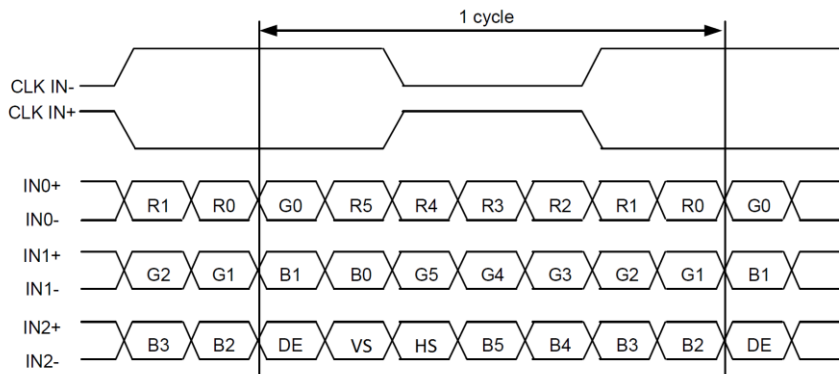 1 cycle
CLK IN-
CLK IN+
IN0+
R1 R0 G0 R5 R4 R3 R2 R1 R0 G0
IN0-
IN1+
G2 G1 B1 B0 G5 G4 G3 G2 G1 B1
IN1-
IN2+
B3 B2 DE VS HS B5 B4 B3 B2 DE
IN2-